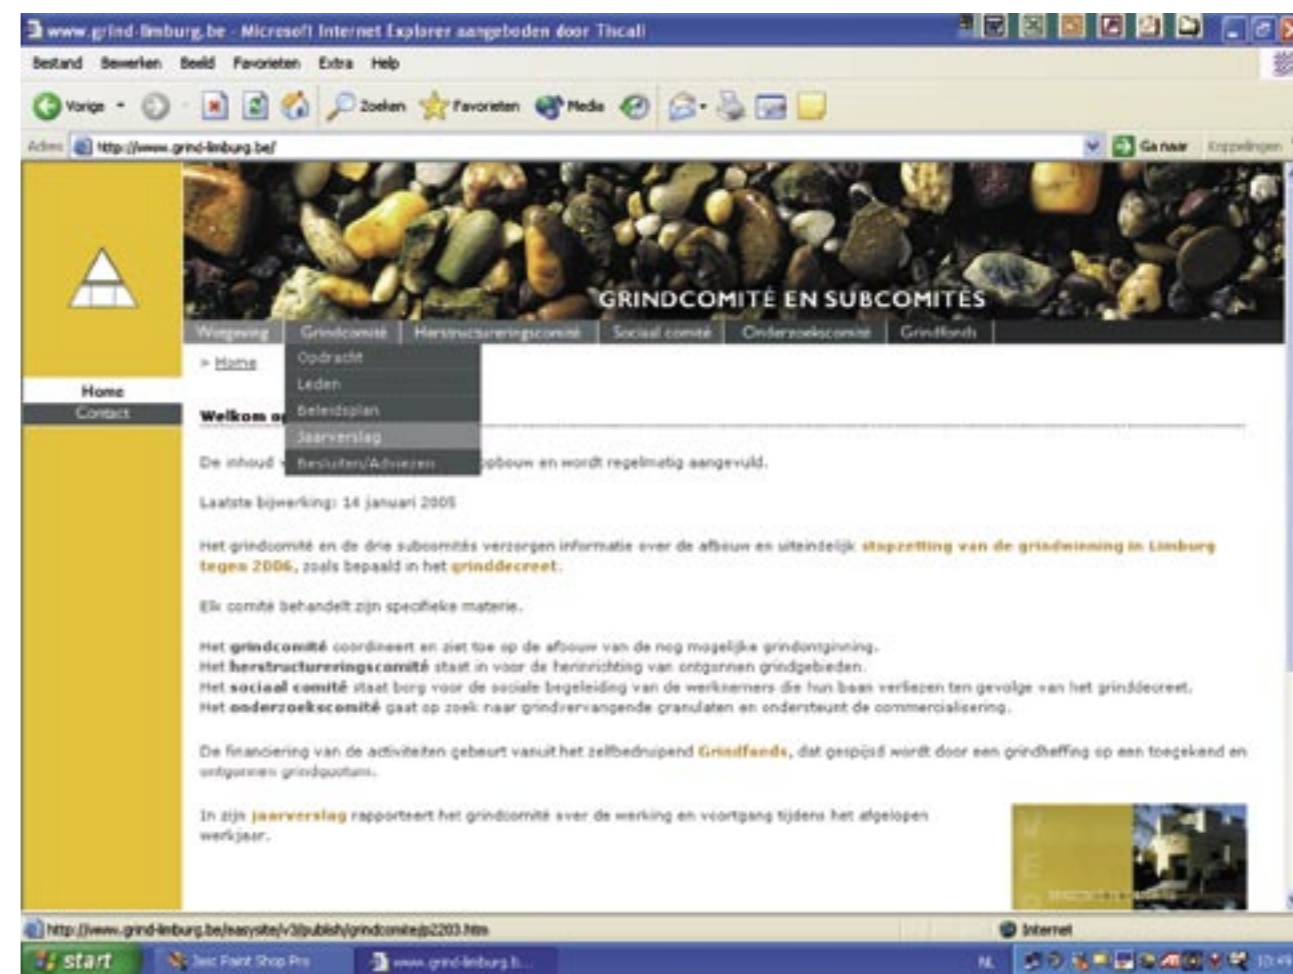 www.grind-limburg.be - Microsoft Internet Explorer aangeboden door Tiscali
Bestand Bewerken Beeld Favorieten Extra Help
Vorige Zoeken Favorieten Media
Adres http://www.grind-limburg.be/ Ga naar Koppelingen
GRINDCOMITÉ EN SUBCOMITÉS
Wetgeving Grindcomité Herstructureringscomité Sociaal comité Onderzoekscomité Grindfonds
> Home
Opdracht
Leden
Beleidsplan
Jaarverslag
Besluiten/Adviezen
Home
Contact
Welkom op
De inhoud opbouw en wordt regelmatig aangevuld.
Laatste bijwerking: 14 januari 2005
Het grindcomité en de drie subcomités verzorgen informatie over de afbouw en uiteindelijk stopzetting van de grindwinning in Limburg
tegen 2006, zoals bepaald in het grinddecreet.
Elk comité behandelt zijn specifieke materie.
Het grindcomité coordineert en ziet toe op de afbouw van de nog mogelijke grindontginning.
Het herstructureringscomité staat in voor de herinrichting van ontgonnen grindgebieden.
Het sociaal comité staat borg voor de sociale begeleiding van de werknemers die hun baan verliezen ten gevolge van het grinddecreet.
Het onderzoekscomité gaat op zoek naar grindvervangende granulaten en ondersteunt de commercialisering.
De financiering van de activiteiten gebeurt vanuit het zelfbedruipend Grindfonds, dat gespijsd wordt door een grindheffing op een toegekend en
ontgonnen grindquotum.
In zijn jaarverslag rapporteert het grindcomité over de werking en voortgang tijdens het afgelopen
werkjaar.
http://www.grind-limburg.be/easysite/v3/publish/grindcomite/p2203.htm Internet
start Jasc Paint Shop Pro www.grind-limburg.b... NL 10:49